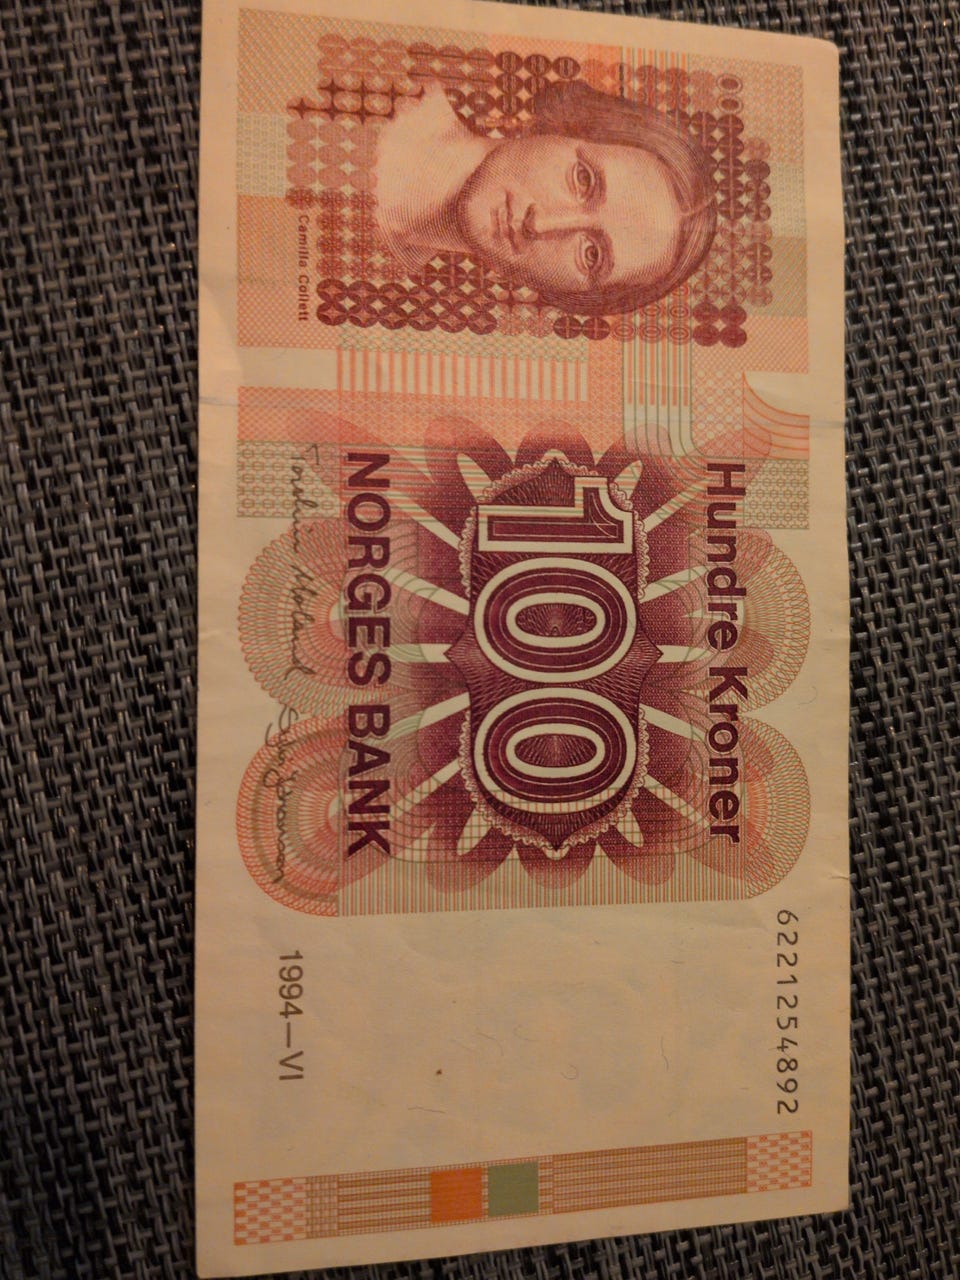 6221254892
Hundre Kroner
100
NORGES BANK
Camilla Collett
1994—VI